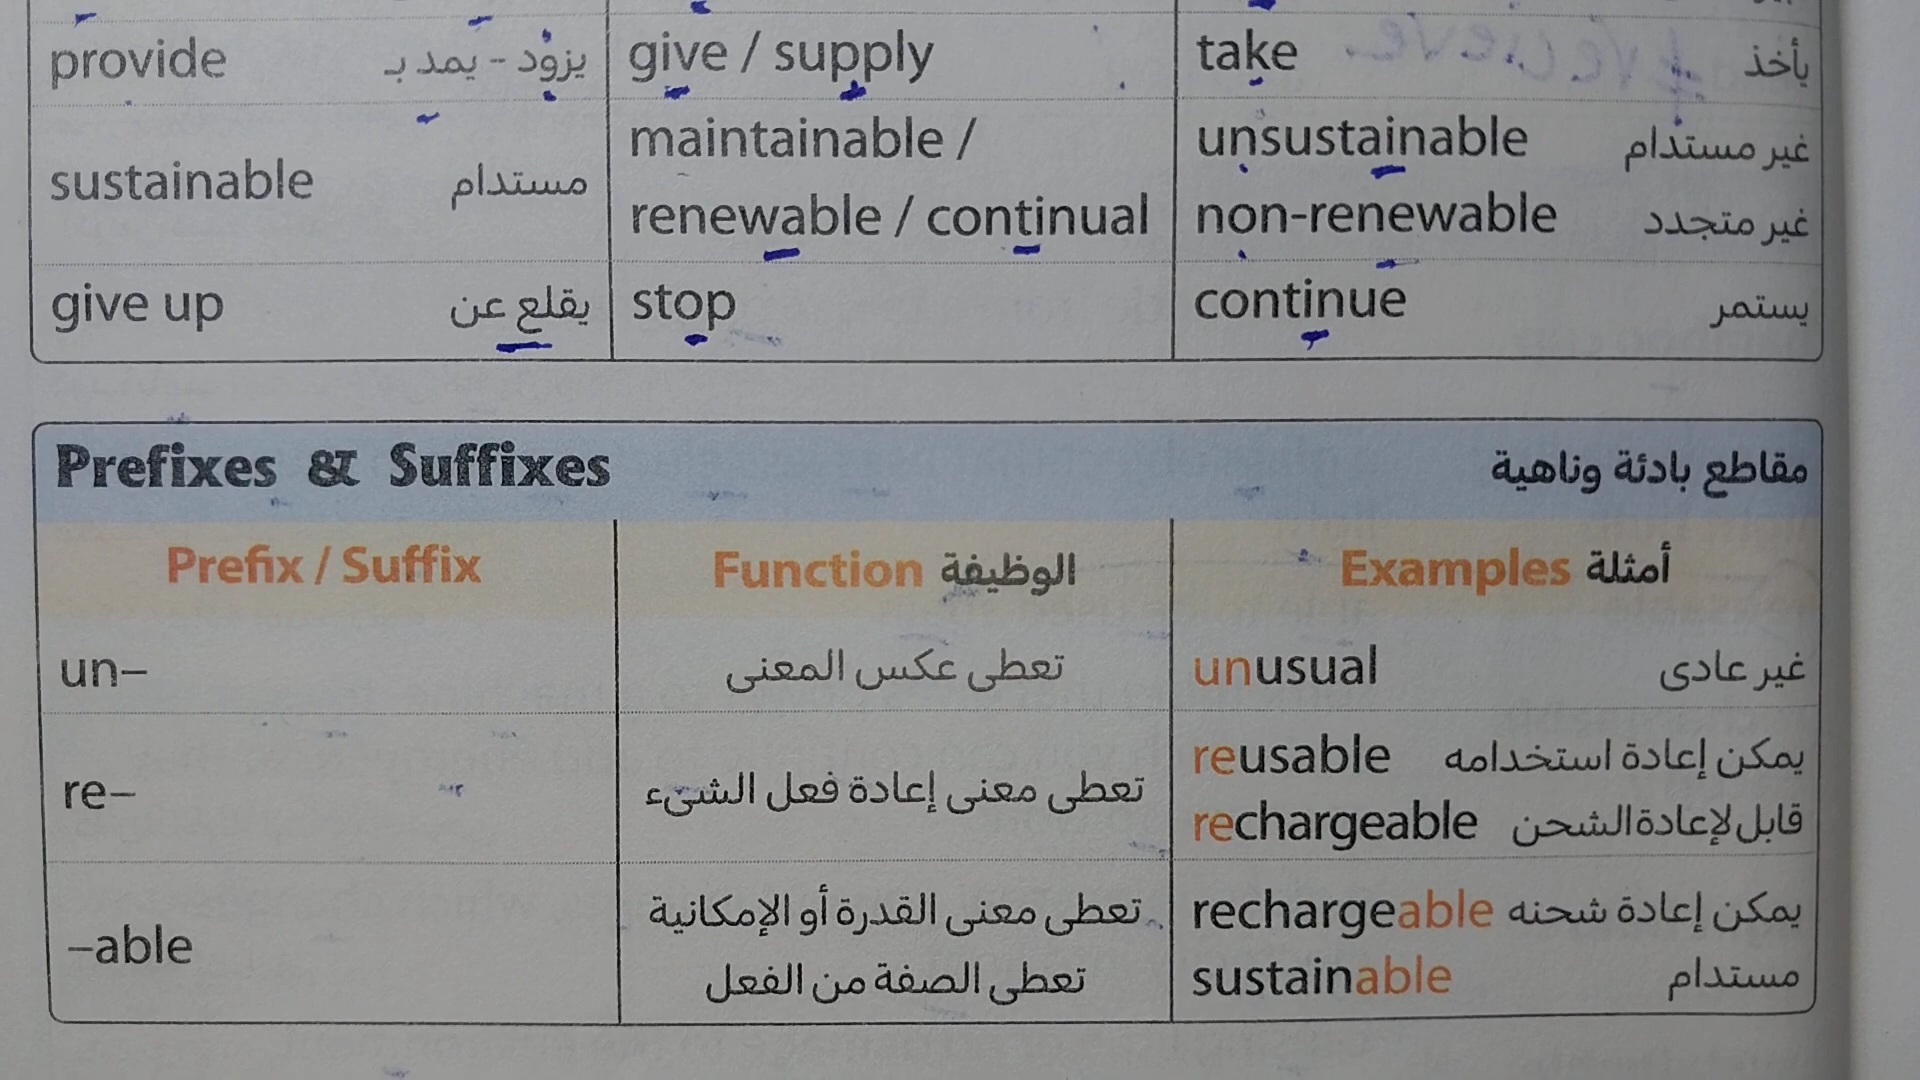 provide يزود - يمد بـ give / supply take يأخذ
sustainable مستدام maintainable / renewable / continual unsustainable غير مستدام non-renewable غير متجدد
give up يقلع عن stop continue يستمر
Prefixes & Suffixes مقاطع بادئة وناهية
Prefix / Suffix Function الوظيفة Examples أمثلة
un– تعطى عكس المعنى unusual غير عادى
re– تعطى معنى إعادة فعل الشىء reusable يمكن إعادة استخدامه
rechargeable قابل لإعادة الشحن
–able تعطى معنى القدرة أو الإمكانية rechargeable يمكن إعادة شحنه
تعطى الصفة من الفعل sustainable مستدام